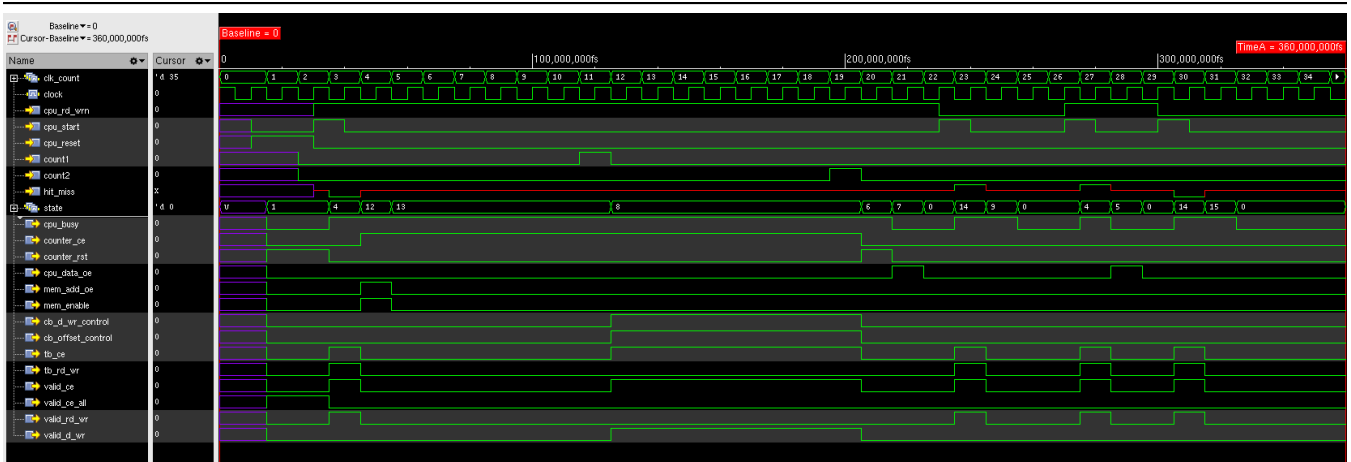 Baseline▼=0
Cursor-Baseline▼=360,000,000fs
Baseline = 0
TimeA = 360,000,000fs
Name Cursor 0 100,000,000fs 200,000,000fs 300,000,000fs
clk_count 'd 35 0 1 2 3 4 5 6 7 8 9 10 11 12 13 14 15 16 17 18 19 20 21 22 23 24 25 26 27 28 29 30 31 32 33 34
clock 0
cpu_rd_wrn 0
cpu_start 0
cpu_reset 0
count1 0
count2 0
hit_miss x
state 'd 0 U 1 4 12 13 8 6 7 0 14 9 0 4 5 0 14 15 0
cpu_busy 0
counter_ce 0
counter_rst 0
cpu_data_oe 0
mem_add_oe 0
mem_enable 0
cb_d_wr_control 0
cb_offset_control 0
tb_ce 0
tb_rd_wr 0
valid_ce 0
valid_ce_all 0
valid_rd_wr 0
valid_d_wr 0